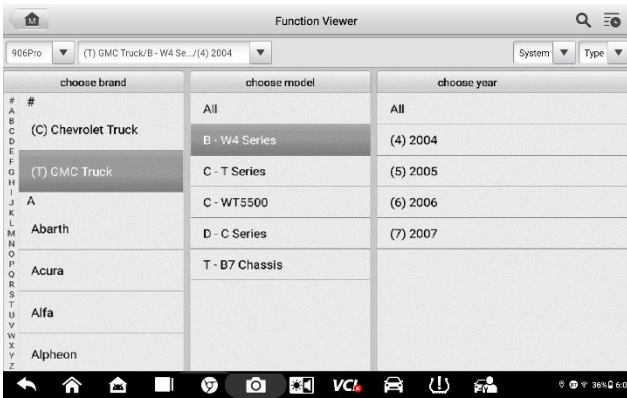 M
Function Viewer
906Pro
(T) GMC Truck/B - W4 Se.../(4) 2004
System
Type
choose brand
choose model
choose year
#
A
B
C
D
E
F
G
H
I
J
K
L
M
N
O
P
Q
R
S
T
U
V
W
X
Y
Z
#
(C) Chevrolet Truck
(T) GMC Truck
A
Abarth
Acura
Alfa
Alpheon
All
B - W4 Series
C - T Series
C - WT5500
D - C Series
T - B7 Chassis
All
(4) 2004
(5) 2005
(6) 2006
(7) 2007
VCI
36%